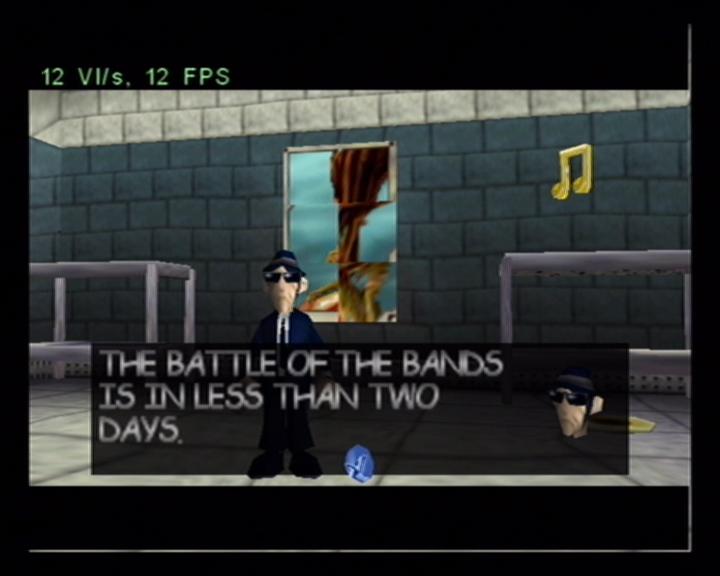 12 VI/s, 12 FPS
THE BATTLE OF THE BANDS
IS IN LESS THAN TWO
DAYS.